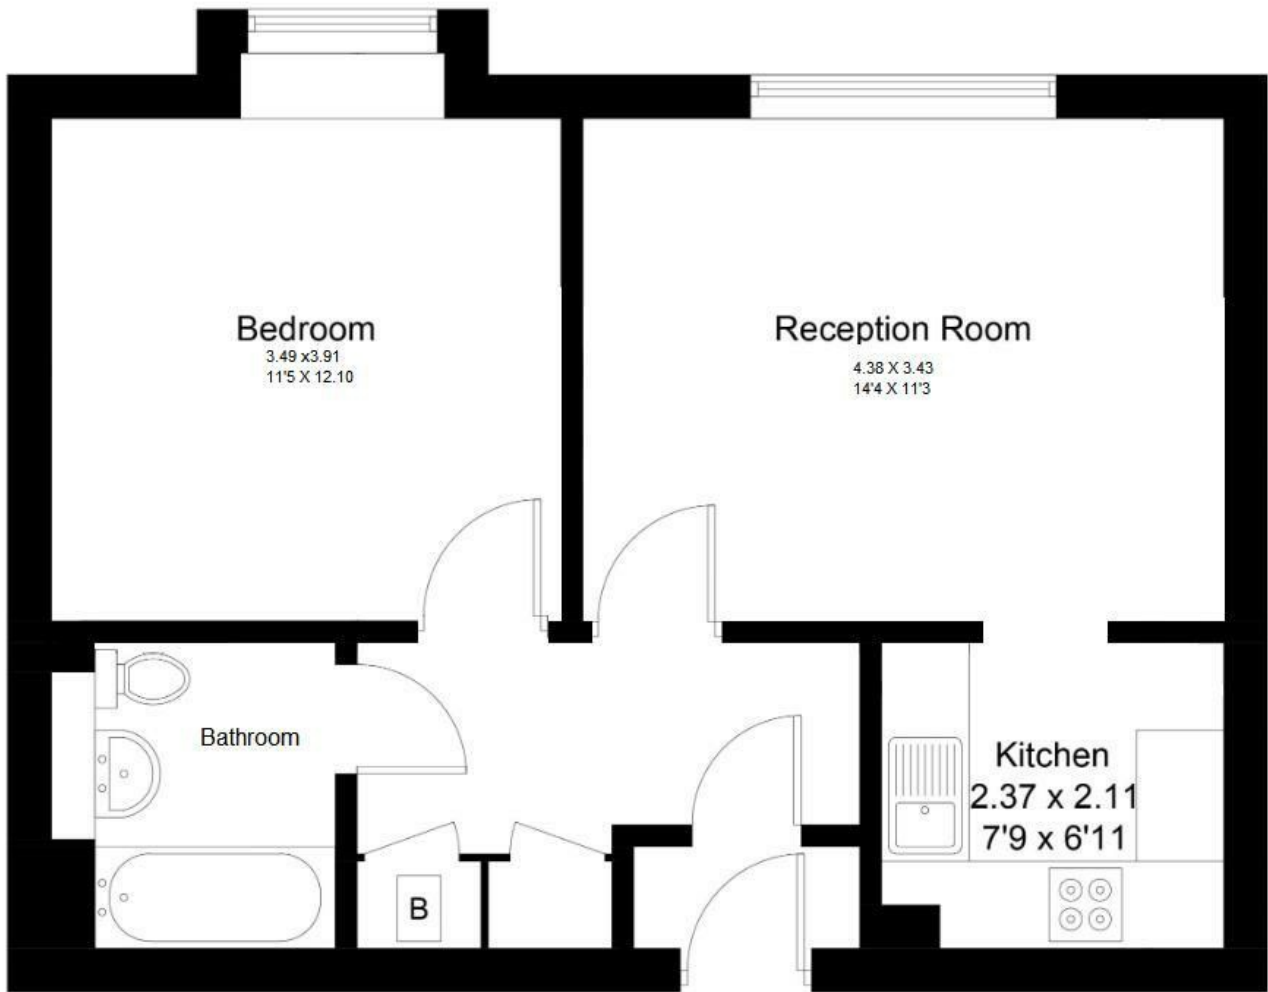 Bedroom
3.49 x3.91
11'5 X 12.10
Reception Room
4.38 X 3.43
14'4 X 11'3
Bathroom
Kitchen
2.37 x 2.11
7'9 x 6'11
B